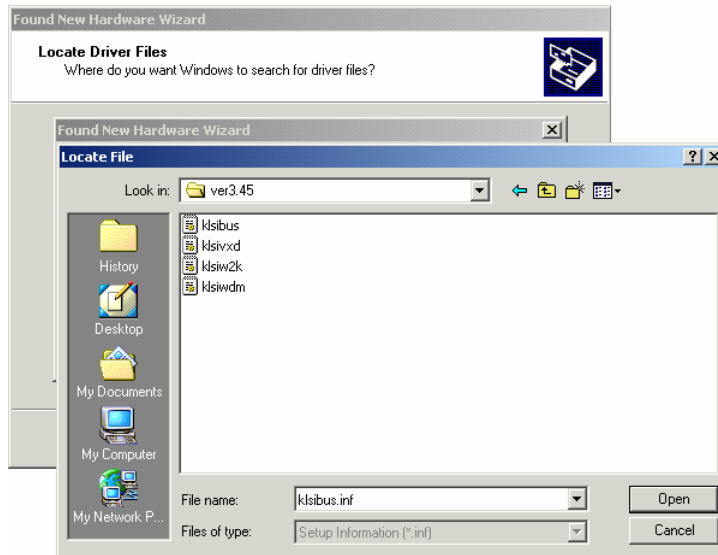 Found New Hardware Wizard
Locate Driver Files
Where do you want Windows to search for driver files?
Found New Hardware Wizard
Locate File
Look in: ver3.45
klsibus
klsivxd
klsiw2k
klsiwdm
History
Desktop
My Documents
My Computer
My Network P...
File name: klsibus.inf Open
Files of type: Setup Information (*.inf) Cancel